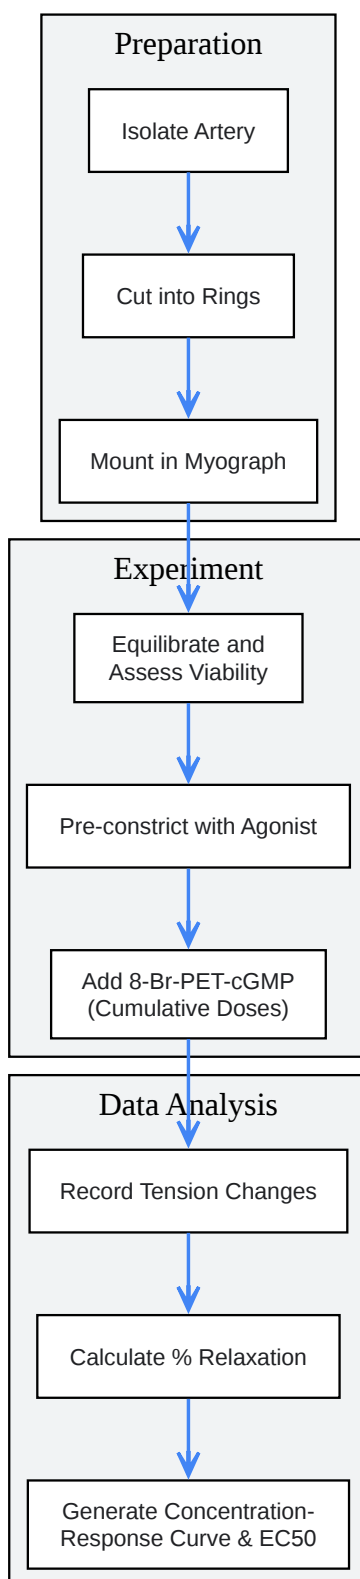 Preparation
Isolate Artery
Cut into Rings
Mount in Myograph
Experiment
Equilibrate and
Assess Viability
Pre-constrict with Agonist
Add 8-Br-PET-cGMP
(Cumulative Doses)
Data Analysis
Record Tension Changes
Calculate % Relaxation
Generate Concentration-
Response Curve & EC50